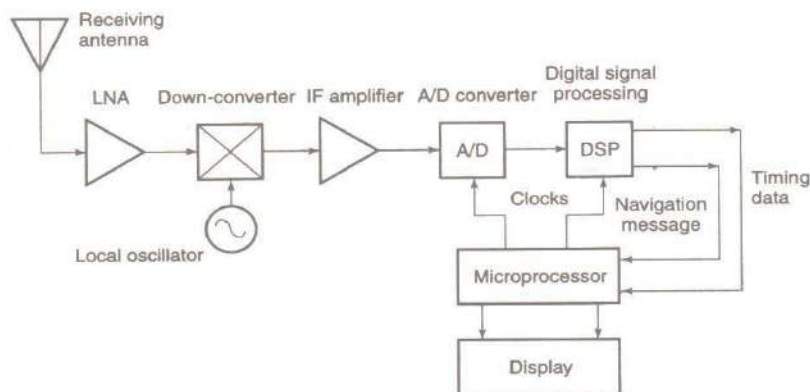 Receiving
antenna
LNA
Down-converter
IF amplifier
A/D converter
Digital signal
processing
A/D
DSP
Clocks
Navigation
message
Timing
data
Local oscillator
Microprocessor
Display